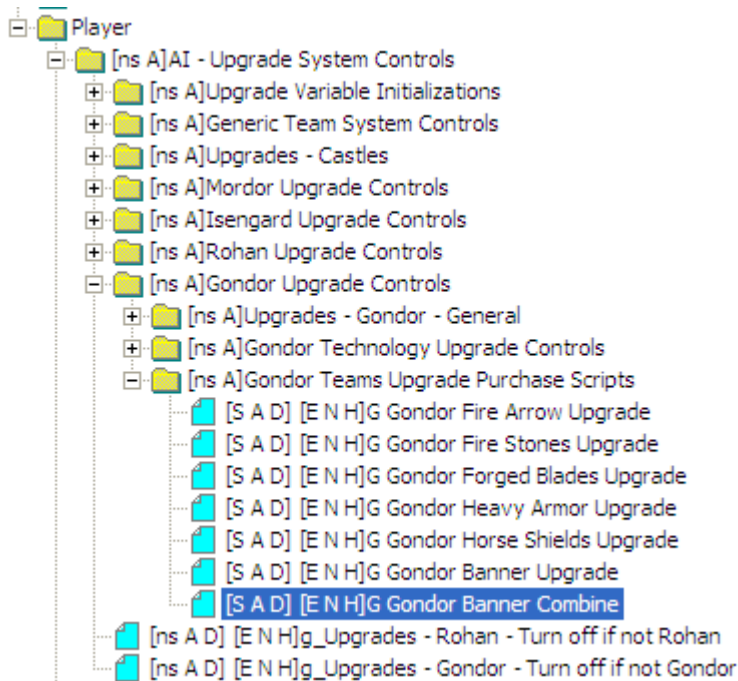 Player
[ns A]AI - Upgrade System Controls
[ns A]Upgrade Variable Initializations
[ns A]Generic Team System Controls
[ns A]Upgrades - Castles
[ns A]Mordor Upgrade Controls
[ns A]Isengard Upgrade Controls
[ns A]Rohan Upgrade Controls
[ns A]Gondor Upgrade Controls
[ns A]Upgrades - Gondor - General
[ns A]Gondor Technology Upgrade Controls
[ns A]Gondor Teams Upgrade Purchase Scripts
[S A D] [E N H]G Gondor Fire Arrow Upgrade
[S A D] [E N H]G Gondor Fire Stones Upgrade
[S A D] [E N H]G Gondor Forged Blades Upgrade
[S A D] [E N H]G Gondor Heavy Armor Upgrade
[S A D] [E N H]G Gondor Horse Shields Upgrade
[S A D] [E N H]G Gondor Banner Upgrade
[S A D] [E N H]G Gondor Banner Combine
[ns A D] [E N H]g_Upgrades - Rohan - Turn off if not Rohan
[ns A D] [E N H]g_Upgrades - Gondor - Turn off if not Gondor